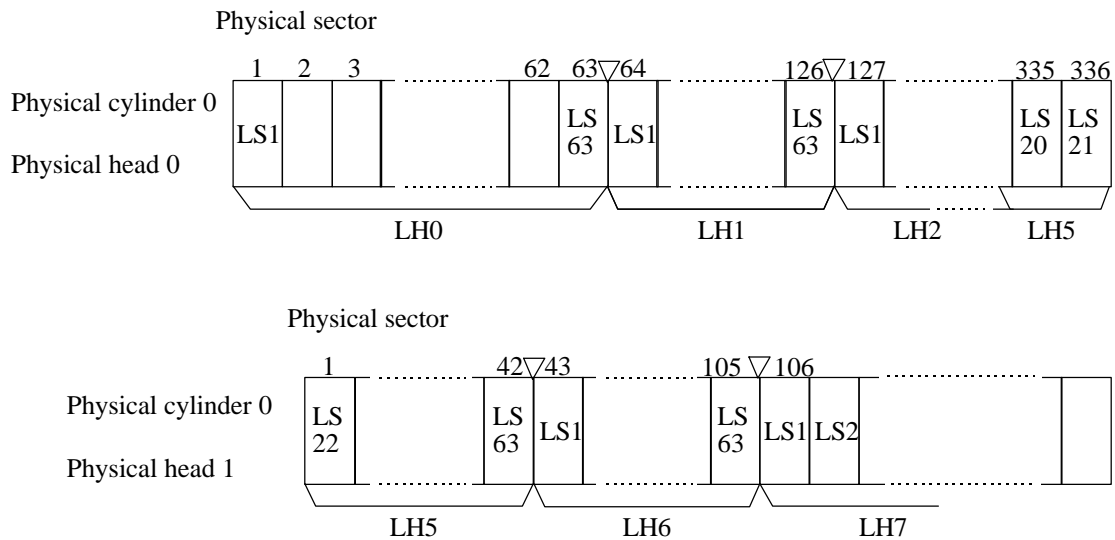 Physical sector
1 2 3 62 63 64 126 127 335 336
Physical cylinder 0
Physical head 0
LS1 LS 63 LS1 LS 63 LS1 LS 20 LS 21
LH0 LH1 LH2 LH5
Physical sector
1 42 43 105 106
Physical cylinder 0
Physical head 1
LS 22 LS 63 LS1 LS 63 LS1 LS2
LH5 LH6 LH7